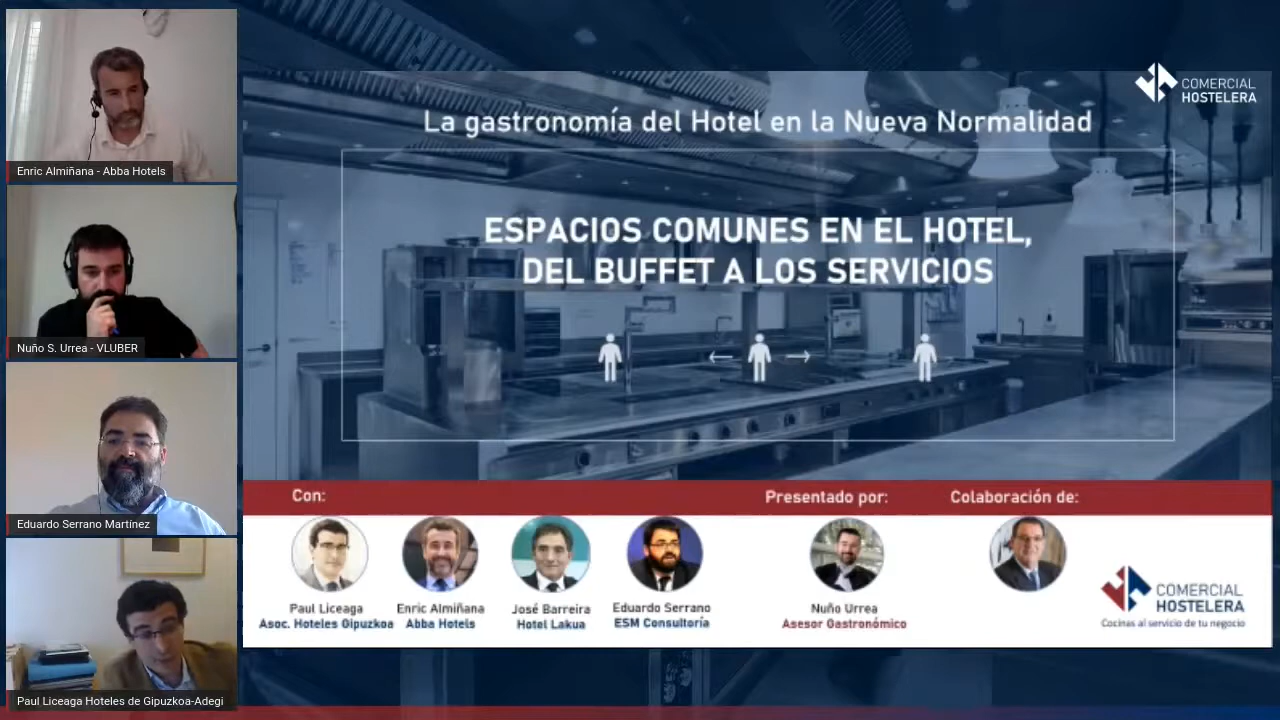 Enric Almiñana - Abba Hotels
Nuño S. Urrea - VLUBER
Eduardo Serrano Martínez
Paul Liceaga Hoteles de Gipuzkoa-Adegi
COMERCIAL
HOSTELERA
La gastronomía del Hotel en la Nueva Normalidad
ESPACIOS COMUNES EN EL HOTEL,
DEL BUFFET A LOS SERVICIOS
Con:
Presentado por:
Colaboración de:
Paul Liceaga
Asoc. Hoteles Gipuzkoa
Enric Almiñana
Abba Hotels
José Barreira
Hotel Lakua
Eduardo Serrano
ESM Consultoría
Nuño Urrea
Asesor Gastronómico
COMERCIAL
HOSTELERA
Cocinas al servicio de tu negocio